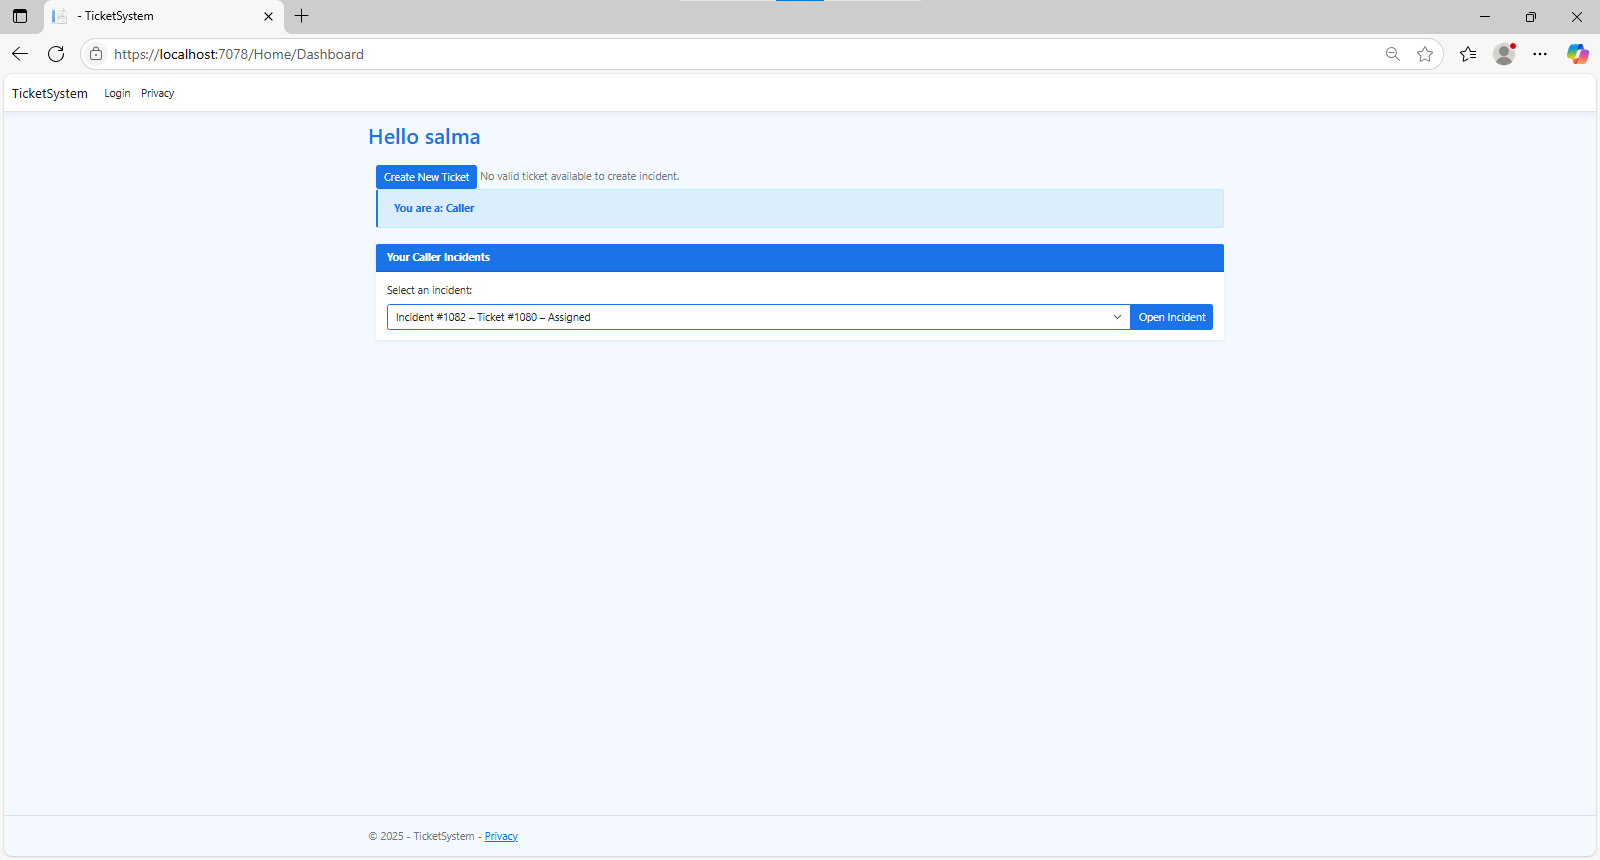 - TicketSystem
https://localhost:7078/Home/Dashboard
TicketSystem Login Privacy
Hello salma
Create New Ticket No valid ticket available to create incident.
You are a: Caller
Your Caller Incidents
Select an incident:
Incident #1082 – Ticket #1080 – Assigned Open Incident
© 2025 - TicketSystem - Privacy